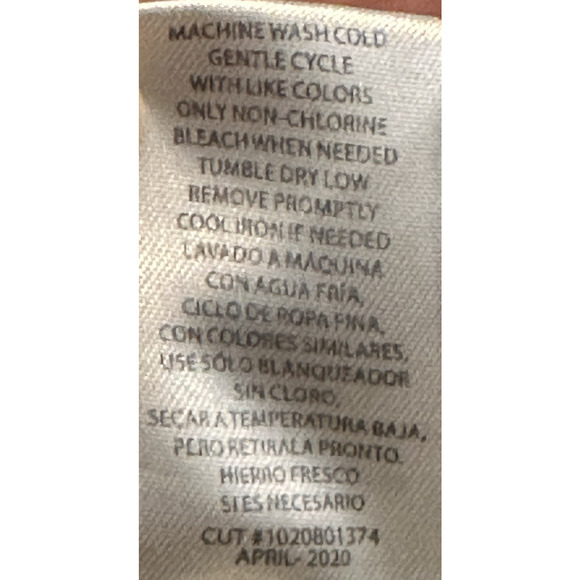 MACHINE WASH COLD
GENTLE CYCLE
WITH LIKE COLORS
ONLY NON-CHLORINE
BLEACH WHEN NEEDED
TUMBLE DRY LOW
REMOVE PROMPTLY
COOL IRON IF NEEDED
LAVADO A MAQUINA
CON AGUA FRÍA,
CICLO DE ROPA FINA,
CON COLORES SIMILARES,
USE SÓLO BLANQUEADOR
SIN CLORO,
SECAR A TEMPERATURA BAJA,
PERO RETIRALA PRONTO.
HIERRO FRESCO
SI ES NECESARIO
CUT #1020801374
APRIL- 2020